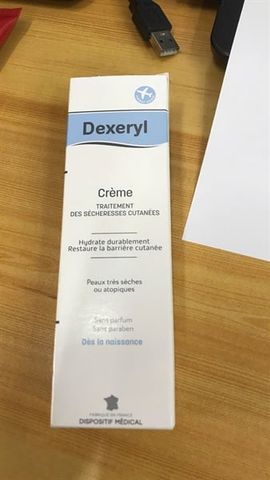 Dexeryl
Crème
TRAITEMENT
DES SÉCHERESSES CUTANÉES
Hydrate durablement
Restaure la barrière cutanée
Peaux très sèches
ou atopiques
Sans parfum
Sans paraben
Dès la naissance
FABRIQUÉ EN FRANCE
DISPOSITIF MÉDICAL